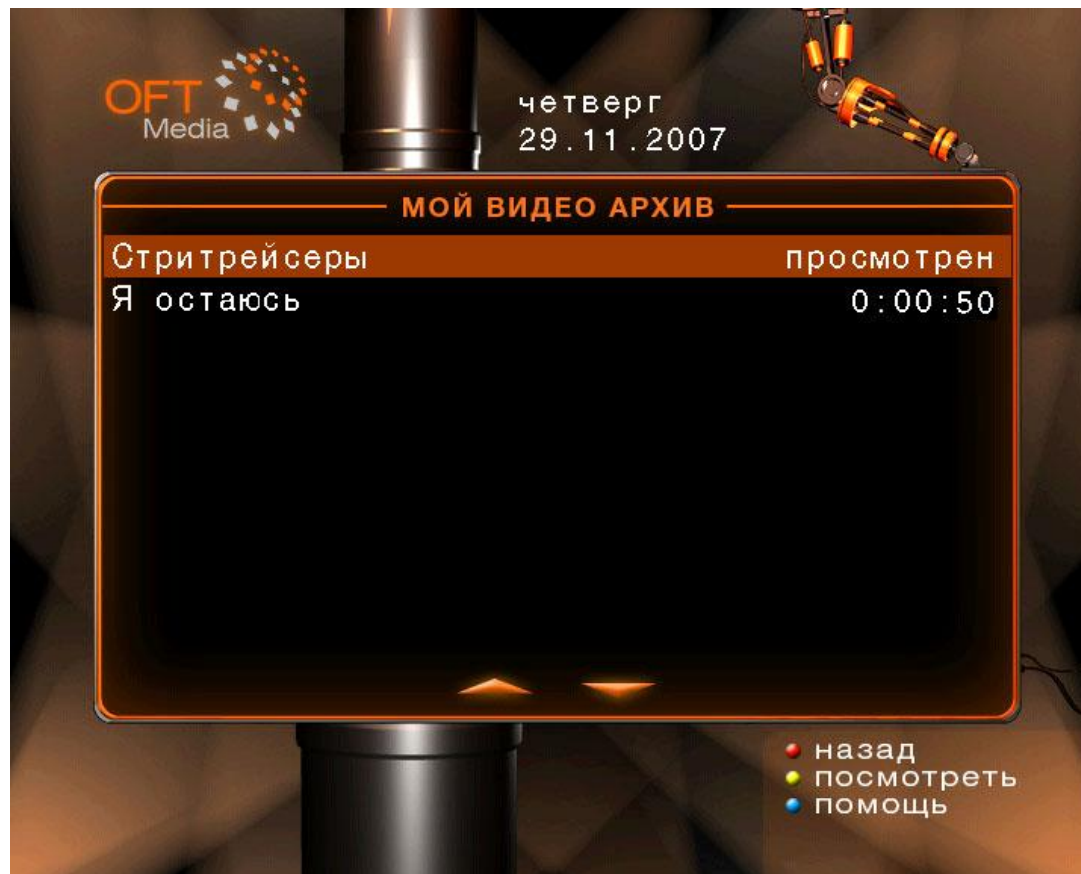 OFT
Media
четверг
29.11.2007
МОЙ ВИДЕО АРХИВ
Стритрейсеры просмотрен
Я остаюсь 0:00:50
назад
посмотреть
помощь